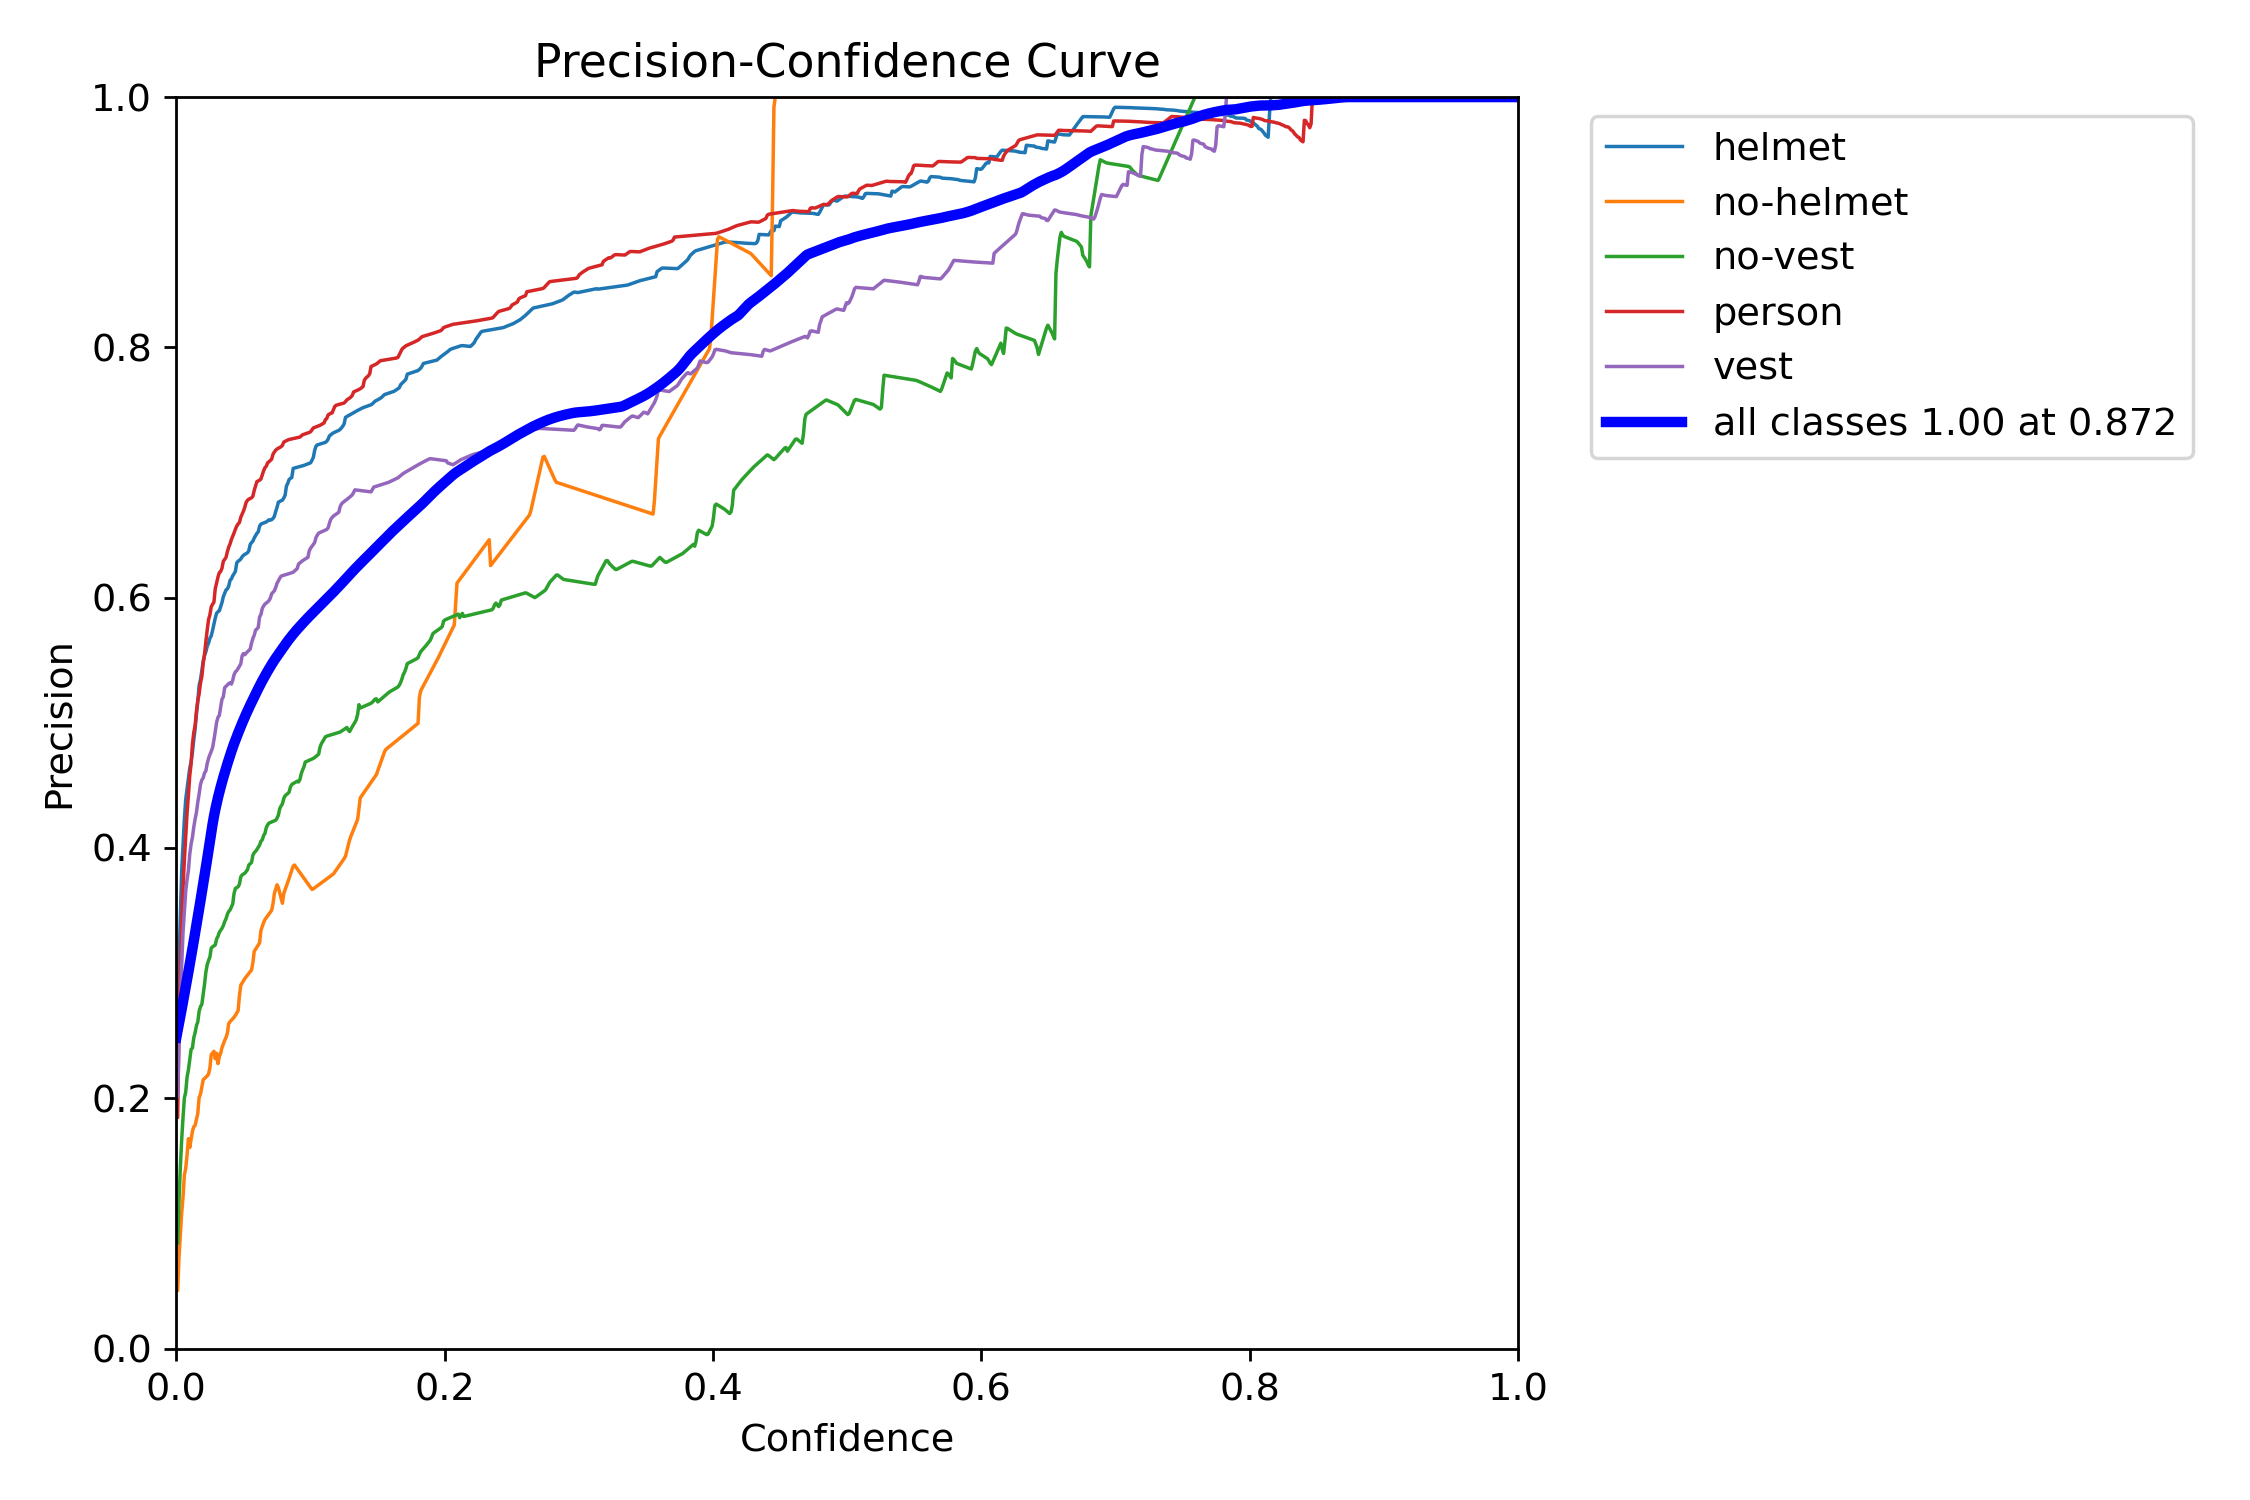 Precision-Confidence Curve
1.0
0.8
0.6
0.4
0.2
0.0
Precision
0.0 0.2 0.4 0.6 0.8 1.0
Confidence
helmet
no-helmet
no-vest
person
vest
all classes 1.00 at 0.872